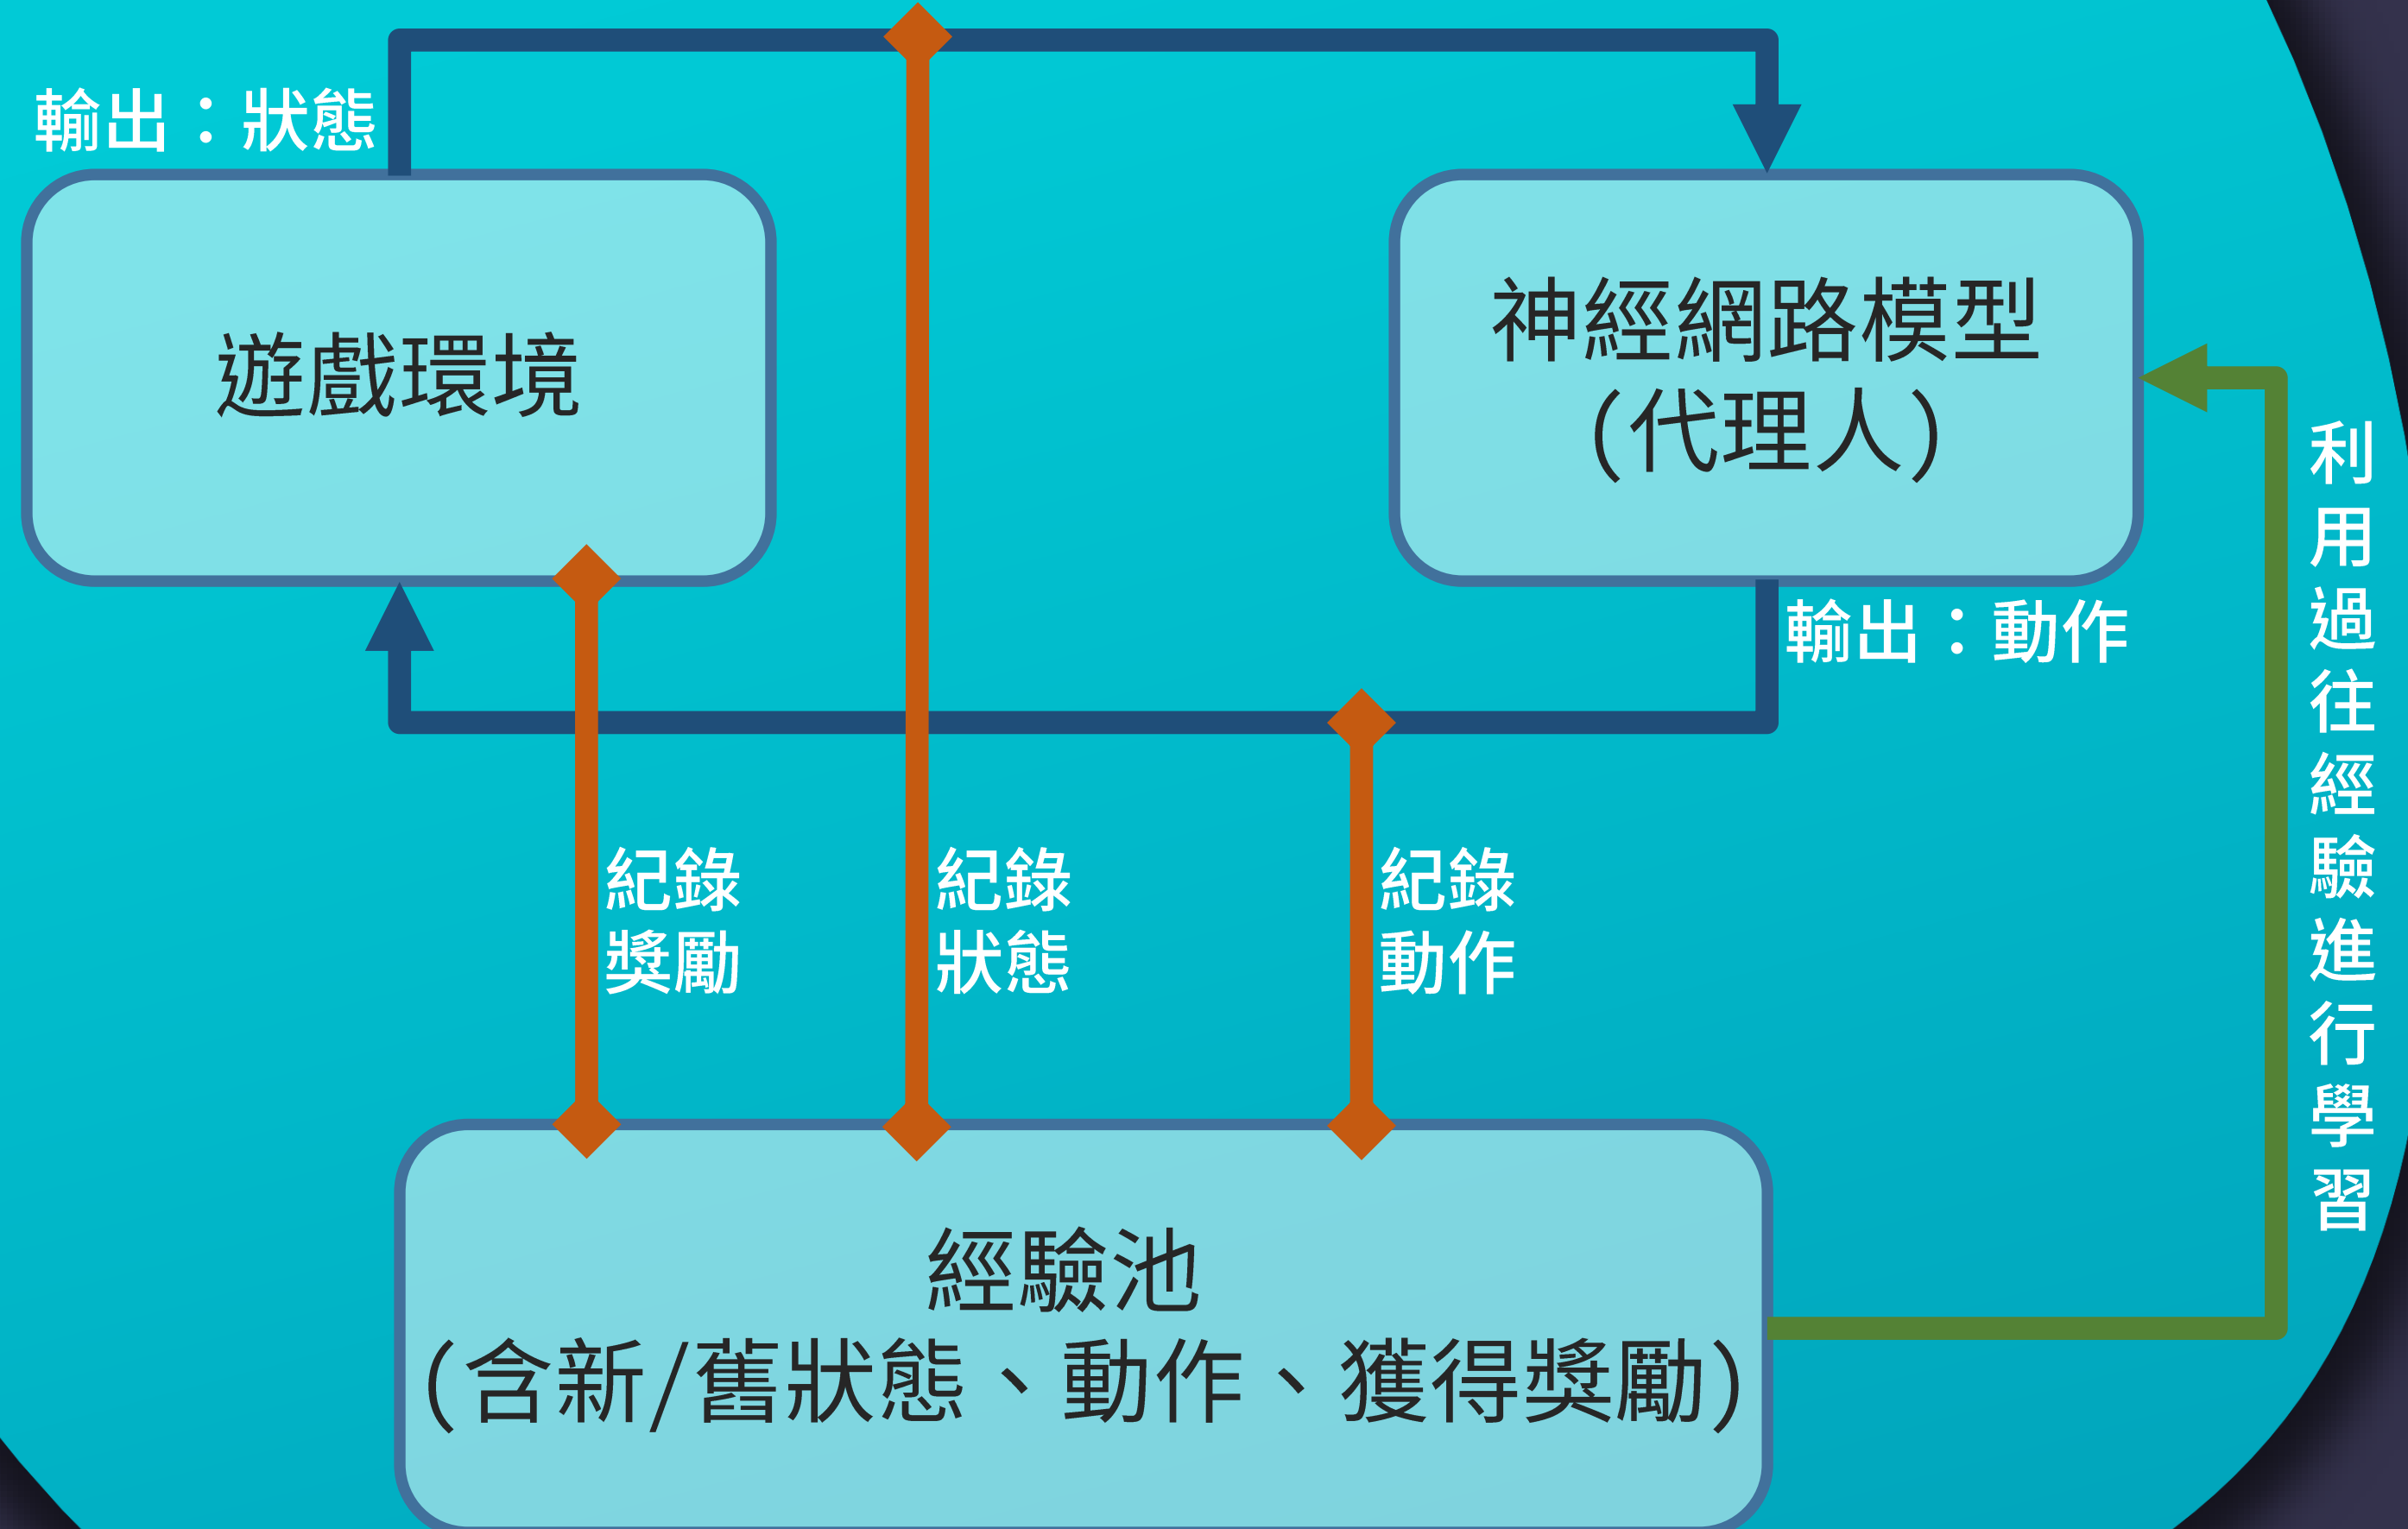 輸出：狀態
遊戲環境
神經網路模型
(代理人)
輸出：動作
利用過往經驗進行學習
紀錄
獎勵
紀錄
狀態
紀錄
動作
經驗池
(含新/舊狀態、動作、獲得獎勵)